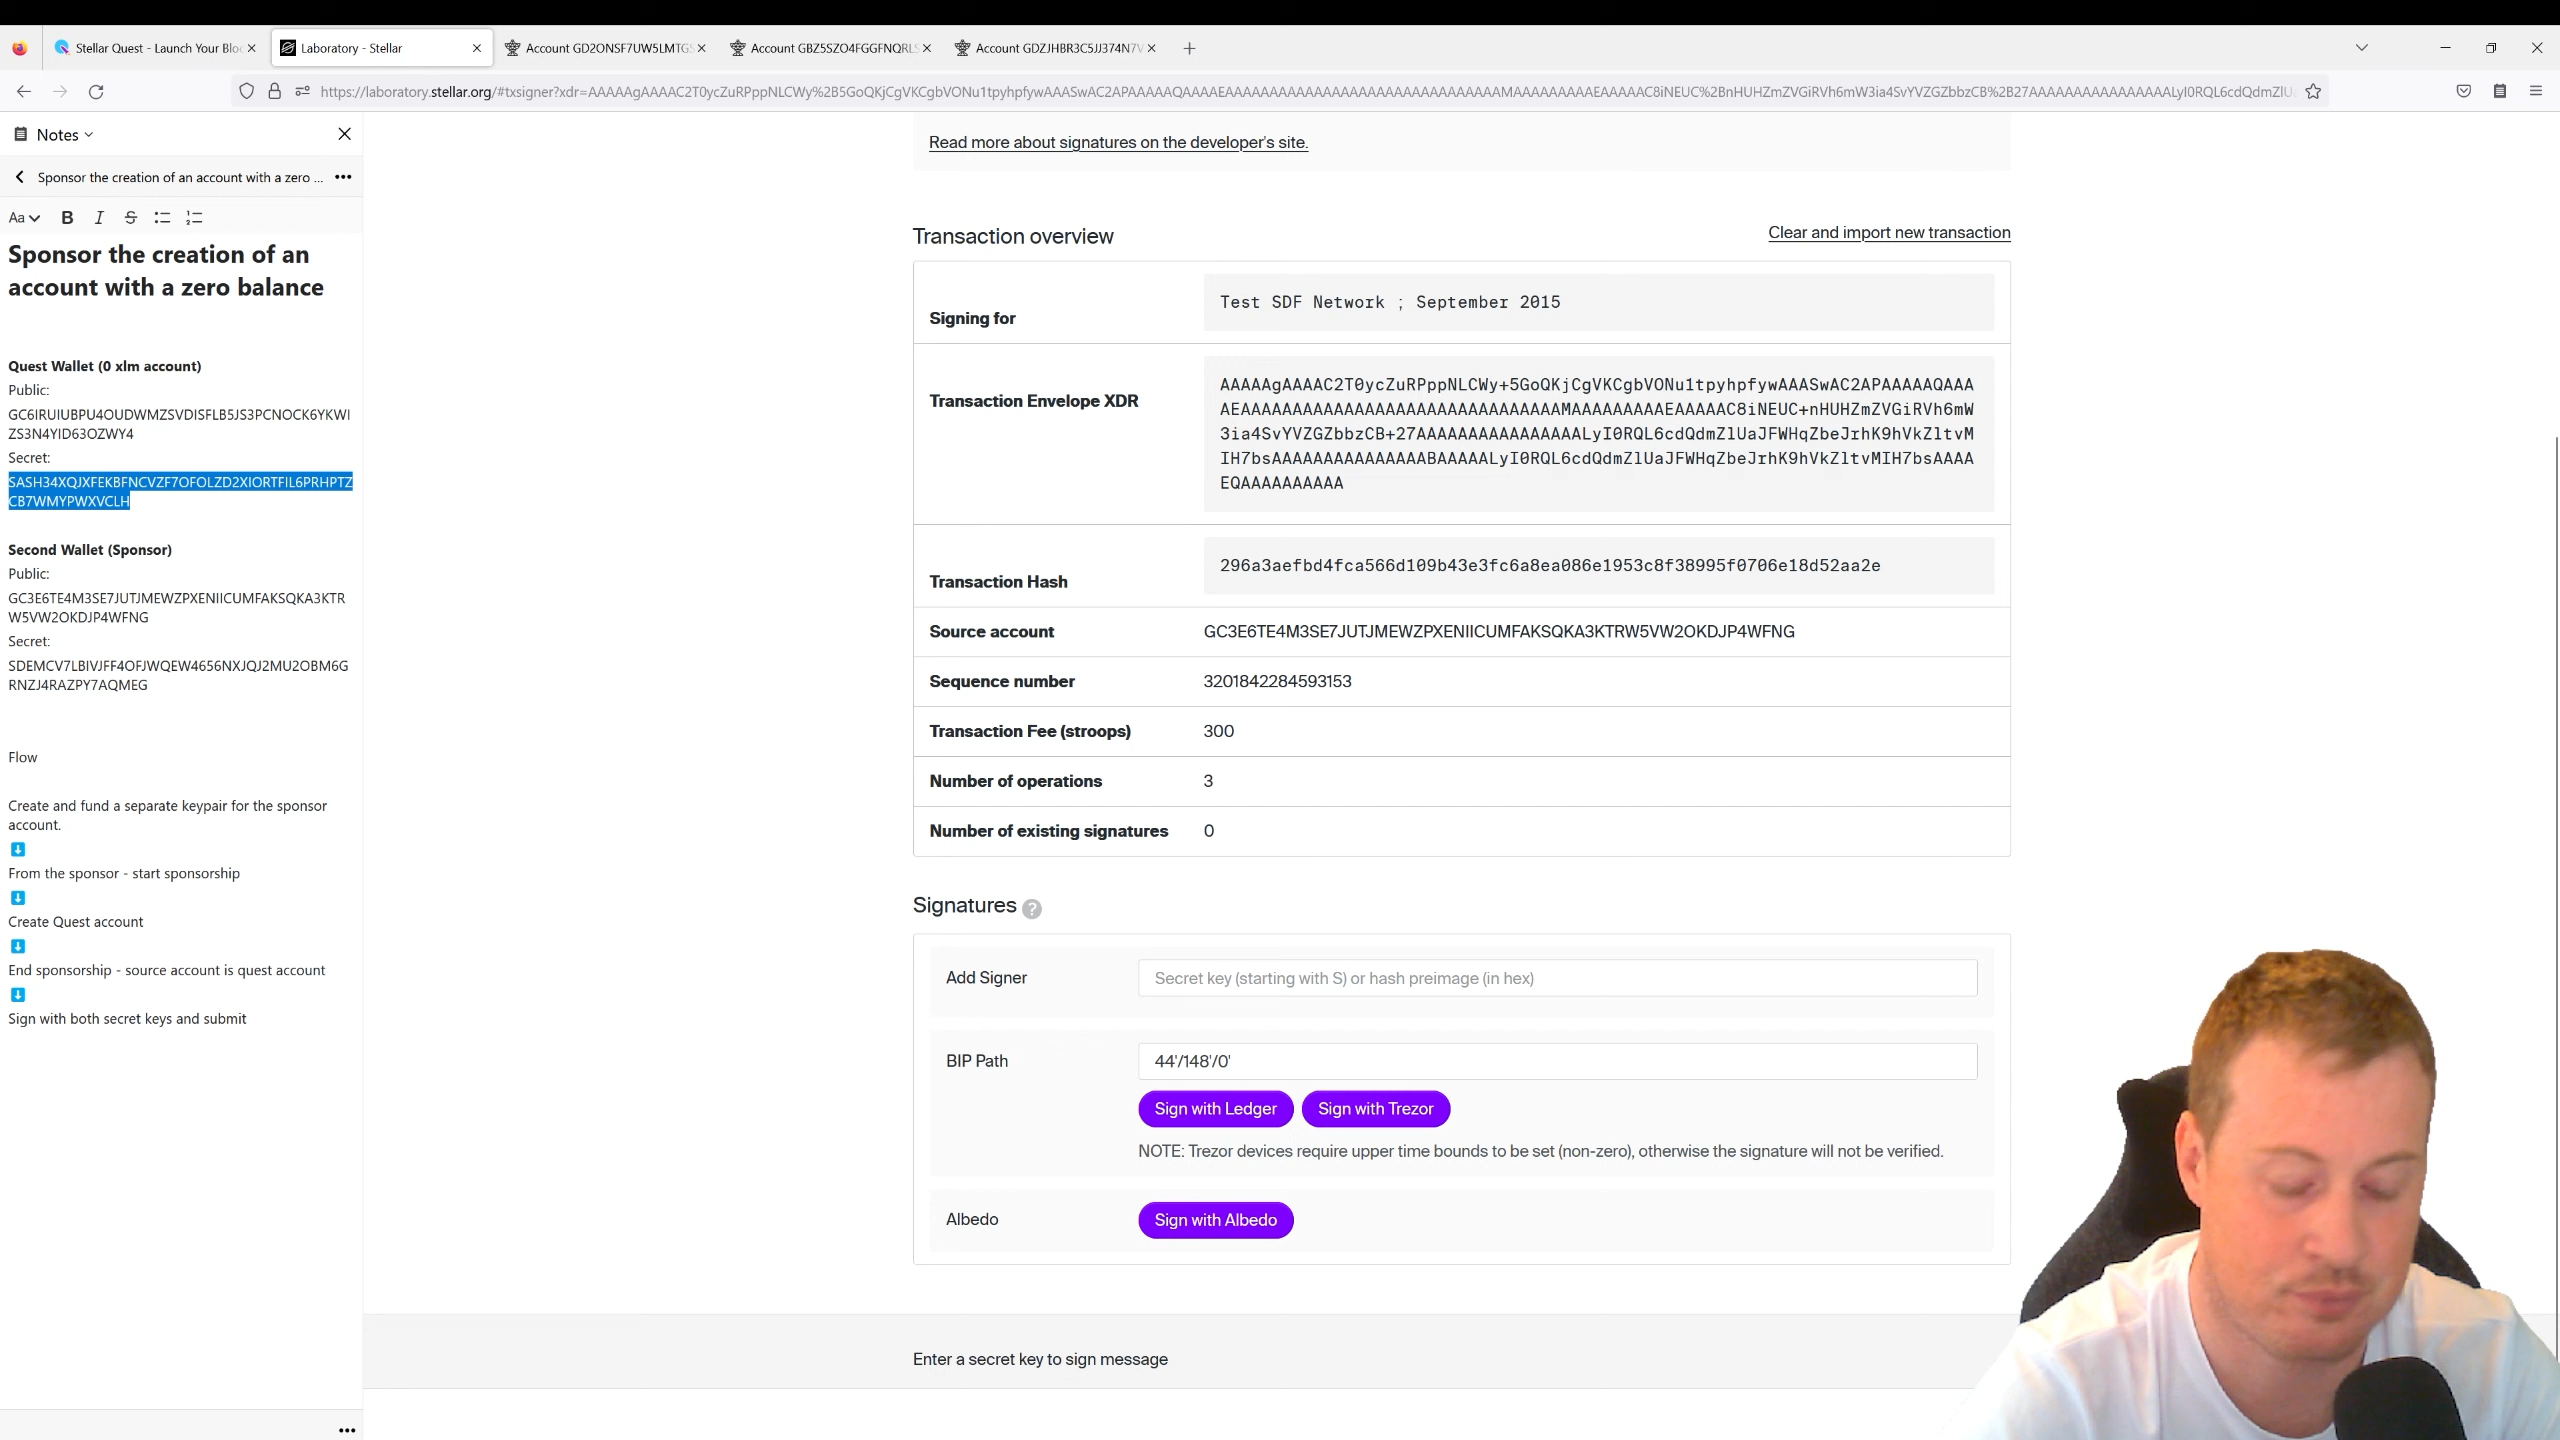 Stellar Quest - Launch Your Bloc
Laboratory - Stellar
Account GD2ONSF7UW5LMTGS
Account GBZ5SZO4FGGFNQRLS
Account GDZJHBR3C5JJ374N7V
https://laboratory.stellar.org/#txsigner?xdr=
Notes
Sponsor the creation of an account with a zero ...
Aa
B I S
Sponsor the creation of an
account with a zero balance
Quest Wallet (0 xlm account)
Public:
GC6IRUIUBPU4OUDWMZSVDISFLB5JS3PCNOCK6YKWI
ZS3N4YID63OZWY4
Secret:
SASH34XQJXFEKBFNCVZF7OFOLZD2XIORTFIL6PRHPTZ
CB7WMYPWXVCLH
Second Wallet (Sponsor)
Public:
GC3E6TE4M3SE7JUTJMEWZPXENIICUMFAKSQKA3KTR
W5VW2OKDJP4WFNG
Secret:
SDEMCV7LBIVJFF4OFJWQEW4656NXJQJ2MU2OBM6G
RNZJ4RAZPY7AQMEG
Flow
Create and fund a separate keypair for the sponsor
account.
From the sponsor - start sponsorship
Create Quest account
End sponsorship - source account is quest account
Sign with both secret keys and submit
Read more about signatures on the developer's site.
Transaction overview
Clear and import new transaction
Signing for
Test SDF Network ; September 2015
Transaction Envelope XDR
AAAAAgAAAAC2T0ycZuRPppNLCWy+5GoQKjCgVKCgbVONu1tpyhpfywAAASwAC2APAAAAAQAAA
AEAAAAAAAAAAAAAAAAAAAAAAAAAAAAAAAMAAAAAAAAAEAAAAAC8iNEUC+nHUHZmZVGiRVh6mW
3ia4SvYVZGZbbzCB+27AAAAAAAAAAAAAAAALyI0RQL6cdQdmZlUaJFWHqZbeJrhK9hVkZltvM
IH7bsAAAAAAAAAAAAAAABAAAAALyI0RQL6cdQdmZlUaJFWHqZbeJrhK9hVkZltvMIH7bsAAAA
EQAAAAAAAAAA
Transaction Hash
296a3aefbd4fca566d109b43e3fc6a8ea086e1953c8f38995f0706e18d52aa2e
Source account
GC3E6TE4M3SE7JUTJMEWZPXENIICUMFAKSQKA3KTRW5VW2OKDJP4WFNG
Sequence number
3201842284593153
Transaction Fee (stroops)
300
Number of operations
3
Number of existing signatures
0
Signatures ?
Add Signer
Secret key (starting with S) or hash preimage (in hex)
BIP Path
44'/148'/0'
Sign with Ledger
Sign with Trezor
NOTE: Trezor devices require upper time bounds to be set (non-zero), otherwise the signature will not be verified.
Albedo
Sign with Albedo
Enter a secret key to sign message